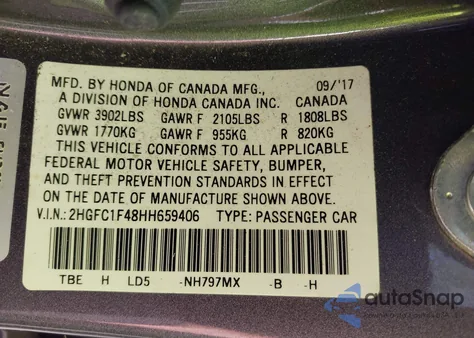 MFD. BY HONDA OF CANADA MFG., 09/'17
A DIVISION OF HONDA CANADA INC. CANADA
GVWR 3902LBS GAWR F 2105LBS R 1808LBS
GVWR 1770KG GAWR F 955KG R 820KG
THIS VEHICLE CONFORMS TO ALL APPLICABLE
FEDERAL MOTOR VEHICLE SAFETY, BUMPER,
AND THEFT PREVENTION STANDARDS IN EFFECT
ON THE DATE OF MANUFACTURE SHOWN ABOVE.
V.I.N.: 2HGFC1F48HH659406 TYPE: PASSENGER CAR
TBE H LD5 -NH797MX -B -H
autoSnap